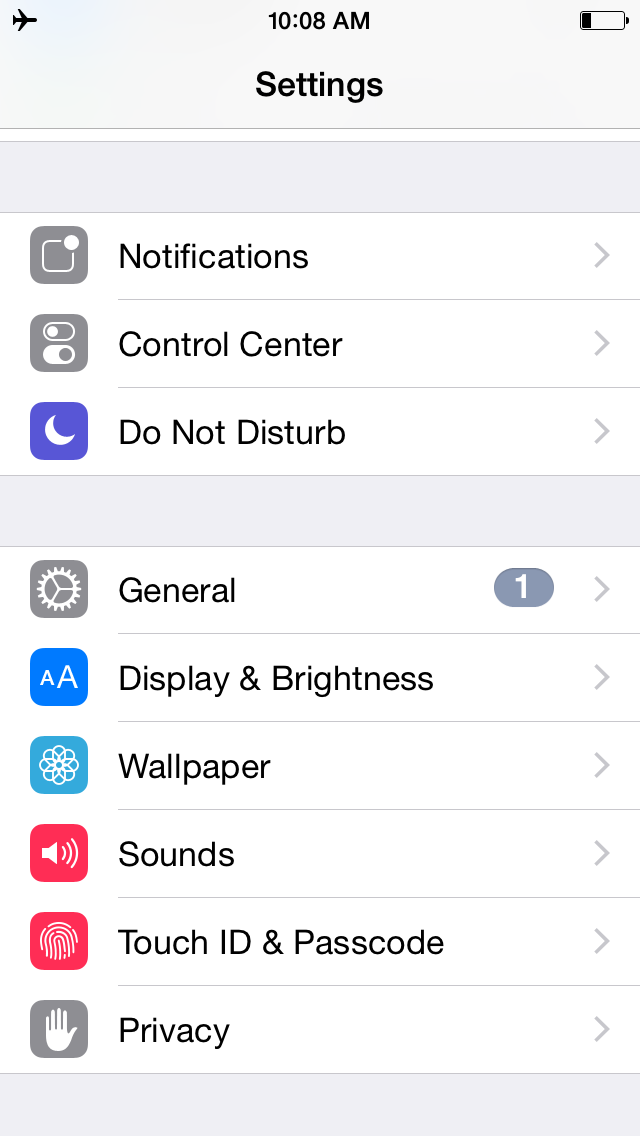 10:08 AM
Settings
Notifications
Control Center
Do Not Disturb
General 1
AA Display & Brightness
Wallpaper
Sounds
Touch ID & Passcode
Privacy